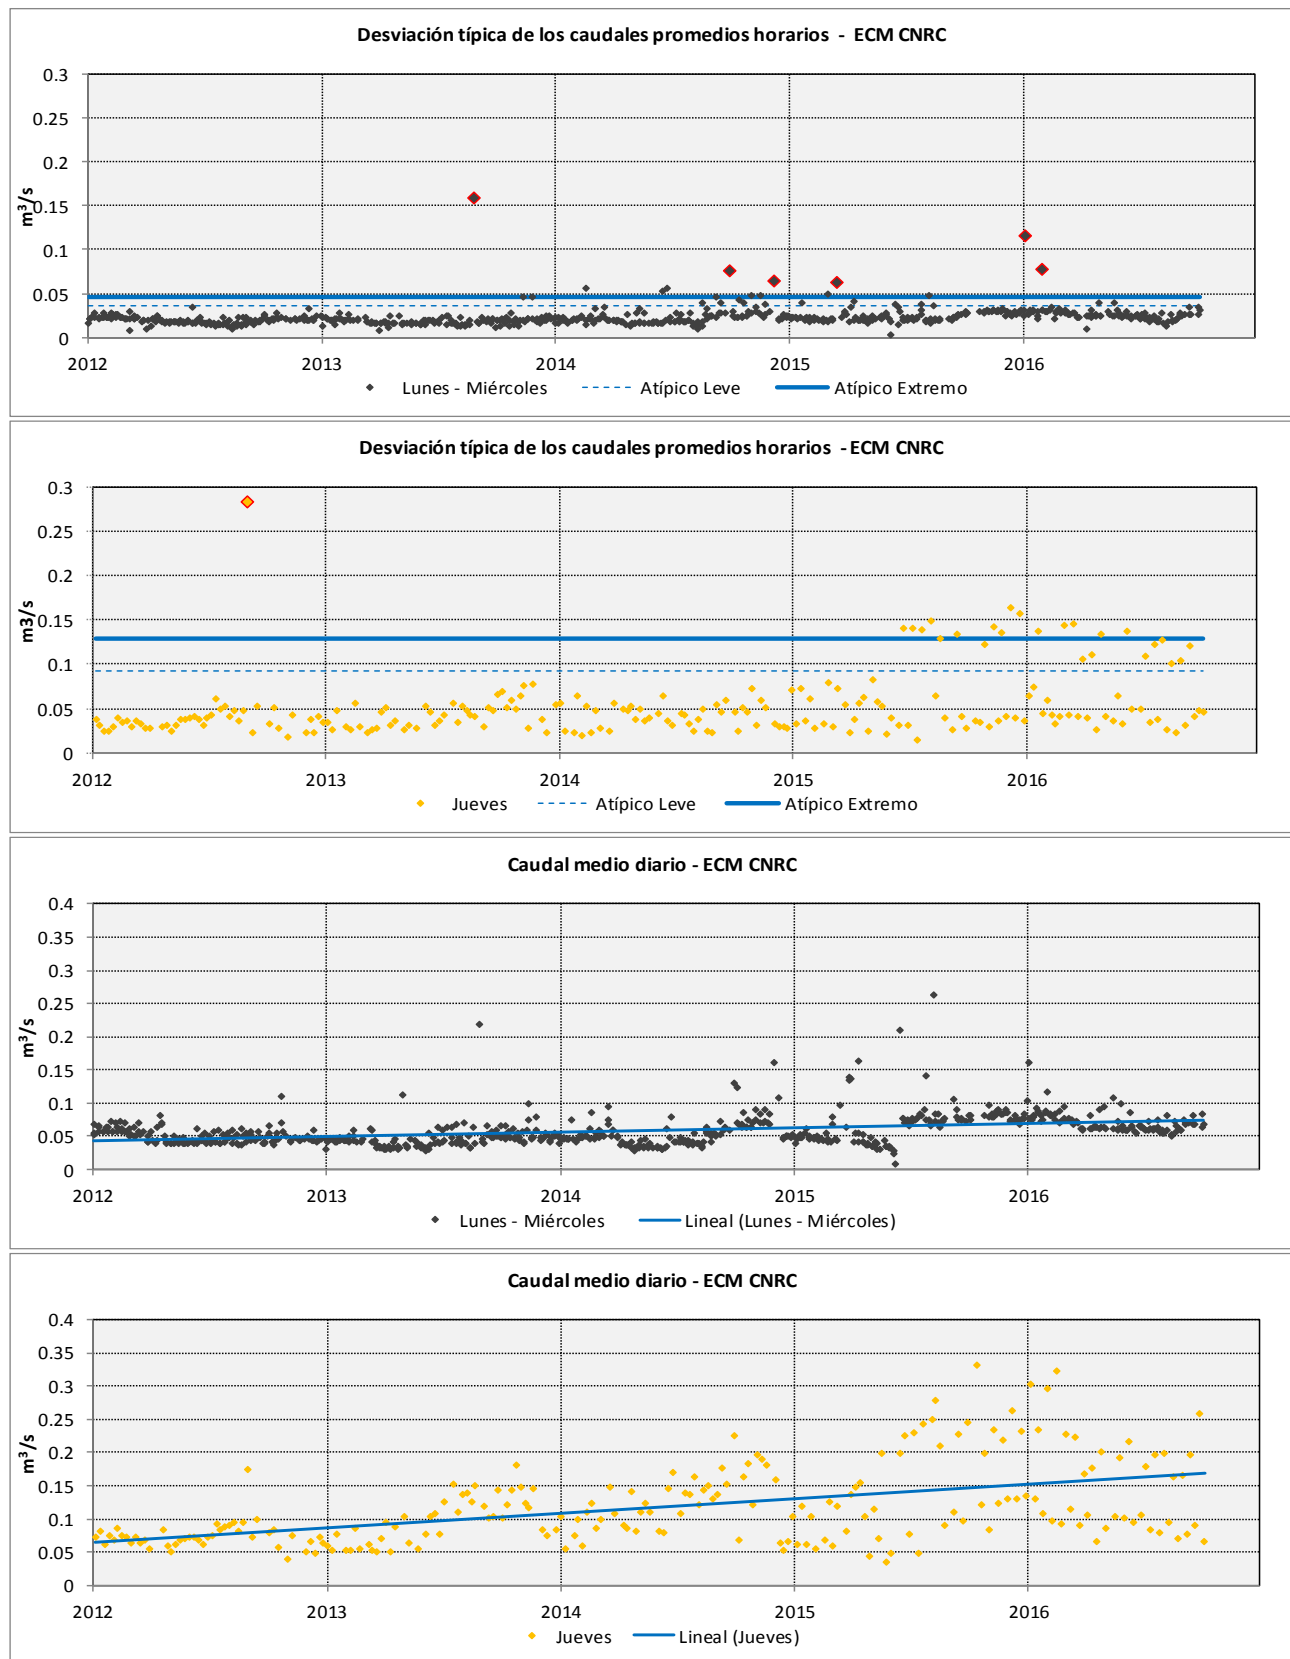 Desviación típica de los caudales promedios horarios - ECM CNRC
0.3
0.25
0.2
0.15
0.1
0.05
0
m³/s
2012 2013 2014 2015 2016
Lunes - Miércoles Atípico Leve Atípico Extremo
Desviación típica de los caudales promedios horarios - ECM CNRC
0.3
0.25
0.2
0.15
0.1
0.05
0
m3/s
2012 2013 2014 2015 2016
Jueves Atípico Leve Atípico Extremo
Caudal medio diario - ECM CNRC
0.4
0.35
0.3
0.25
0.2
0.15
0.1
0.05
0
m³/s
2012 2013 2014 2015 2016
Lunes - Miércoles Lineal (Lunes - Miércoles)
Caudal medio diario - ECM CNRC
0.4
0.35
0.3
0.25
0.2
0.15
0.1
0.05
0
m³/s
2012 2013 2014 2015 2016
Jueves Lineal (Jueves)